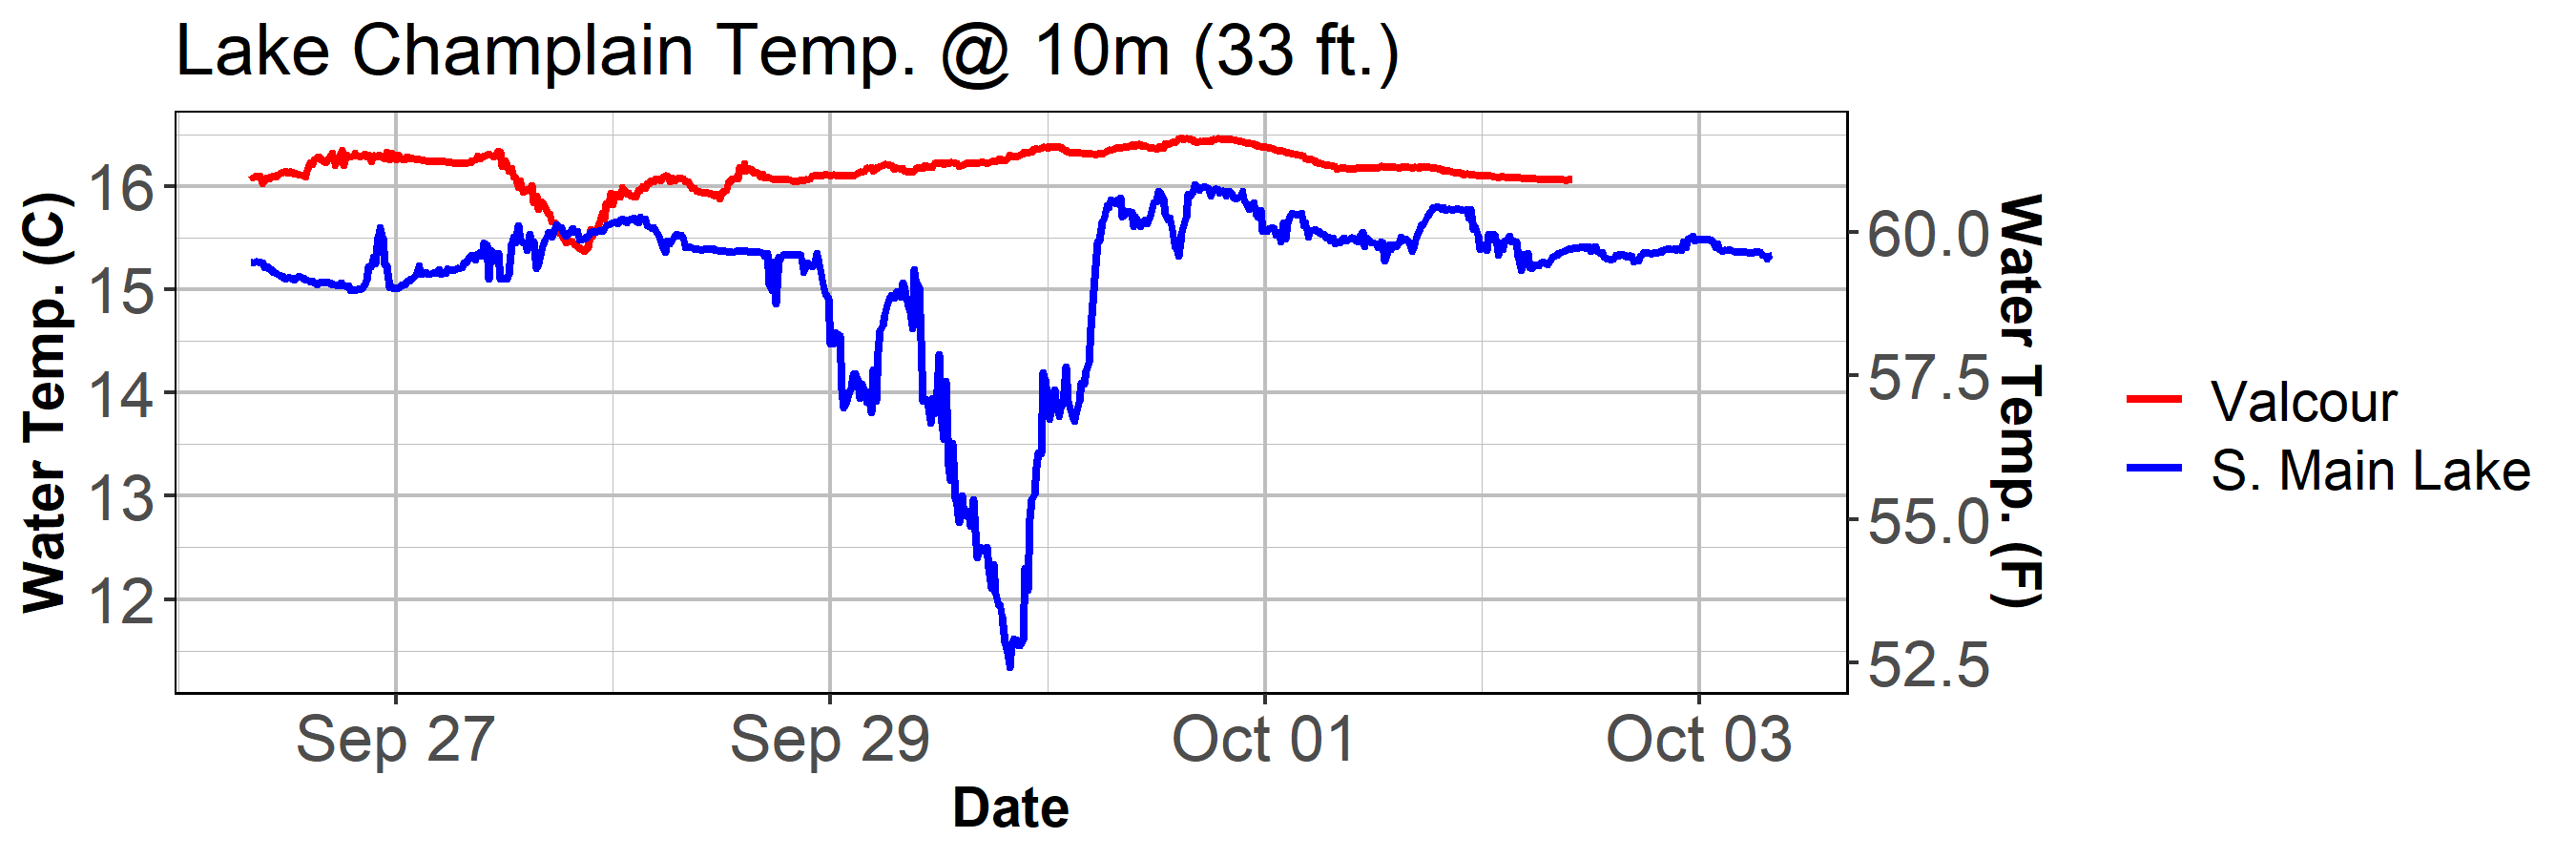 Lake Champlain Temp. @ 10m (33 ft.)
Water Temp. (C)
16
15
14
13
12
60.0
57.5
55.0
52.5
Water Temp. (F)
Sep 27
Sep 29
Oct 01
Oct 03
Date
Valcour
S. Main Lake